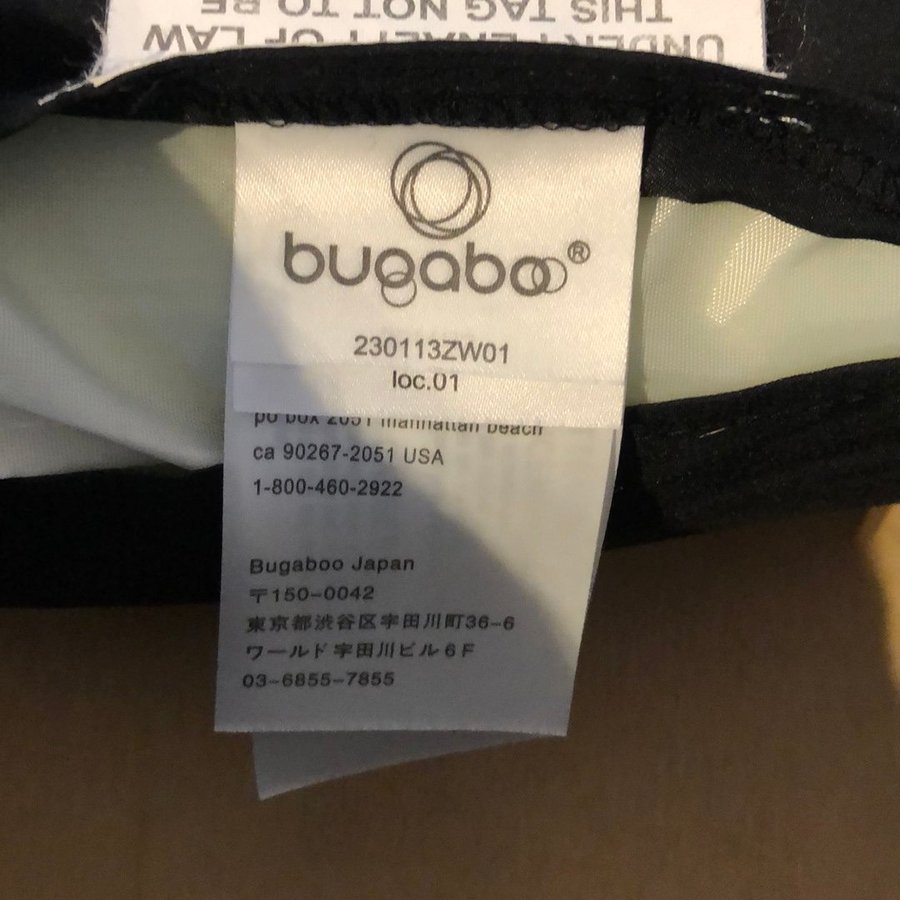 THIS TAG NOT TO BE
UNDER PENALTY OF LAW
bugaboo®
230113ZW01
loc.01
po box 2051 manhattan beach
ca 90267-2051 USA
1-800-460-2922
Bugaboo Japan
〒150-0042
東京都渋谷区宇田川町36-6
ワールド宇田川ビル6F
03-6855-7855